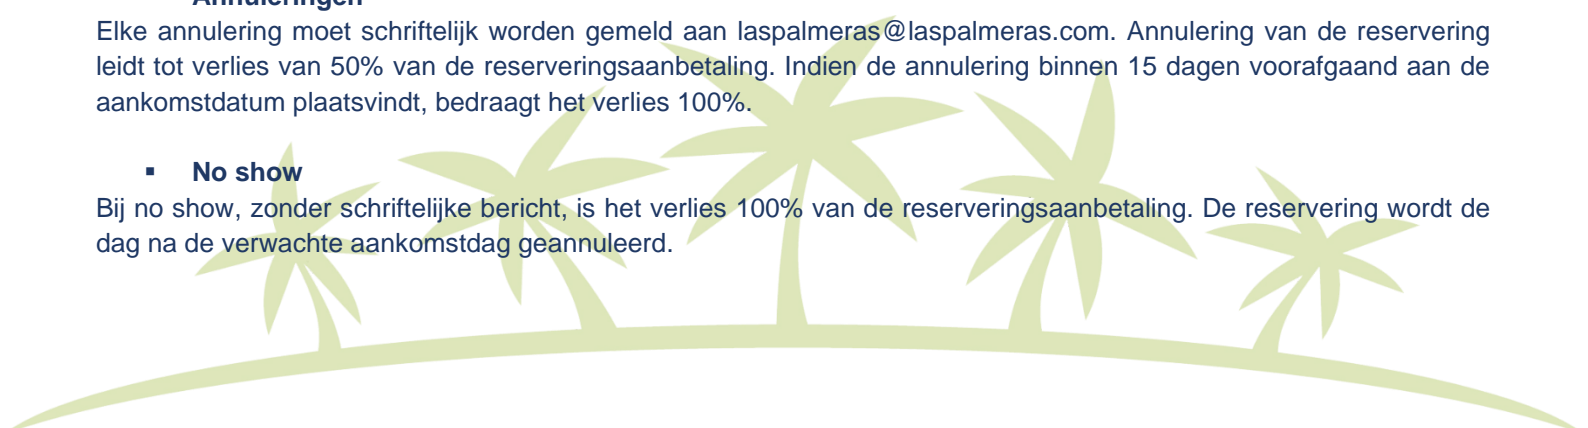 Annuleringen
Elke annulering moet schriftelijk worden gemeld aan laspalmeras@laspalmeras.com. Annulering van de reservering
leidt tot verlies van 50% van de reserveringsaanbetaling. Indien de annulering binnen 15 dagen voorafgaand aan de
aankomstdatum plaatsvindt, bedraagt het verlies 100%.
▪ No show
Bij no show, zonder schriftelijke bericht, is het verlies 100% van de reserveringsaanbetaling. De reservering wordt de
dag na de verwachte aankomstdag geannuleerd.